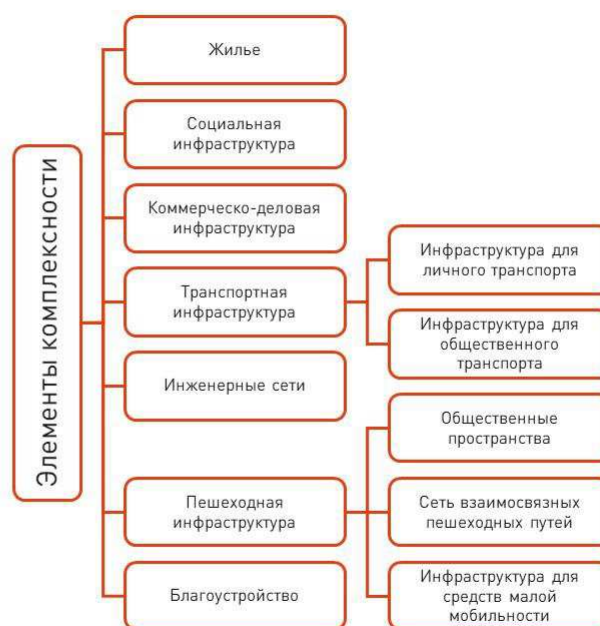 Элементы комплексности
Жилье
Социальная
инфраструктура
Коммерческо-деловая
инфраструктура
Транспортная
инфраструктура
Инфраструктура для
личного транспорта
Инфраструктура для
общественного
транспорта
Инженерные сети
Пешеходная
инфраструктура
Общественные
пространства
Сеть взаимосвязных
пешеходных путей
Инфраструктура для
средств малой
мобильности
Благоустройство